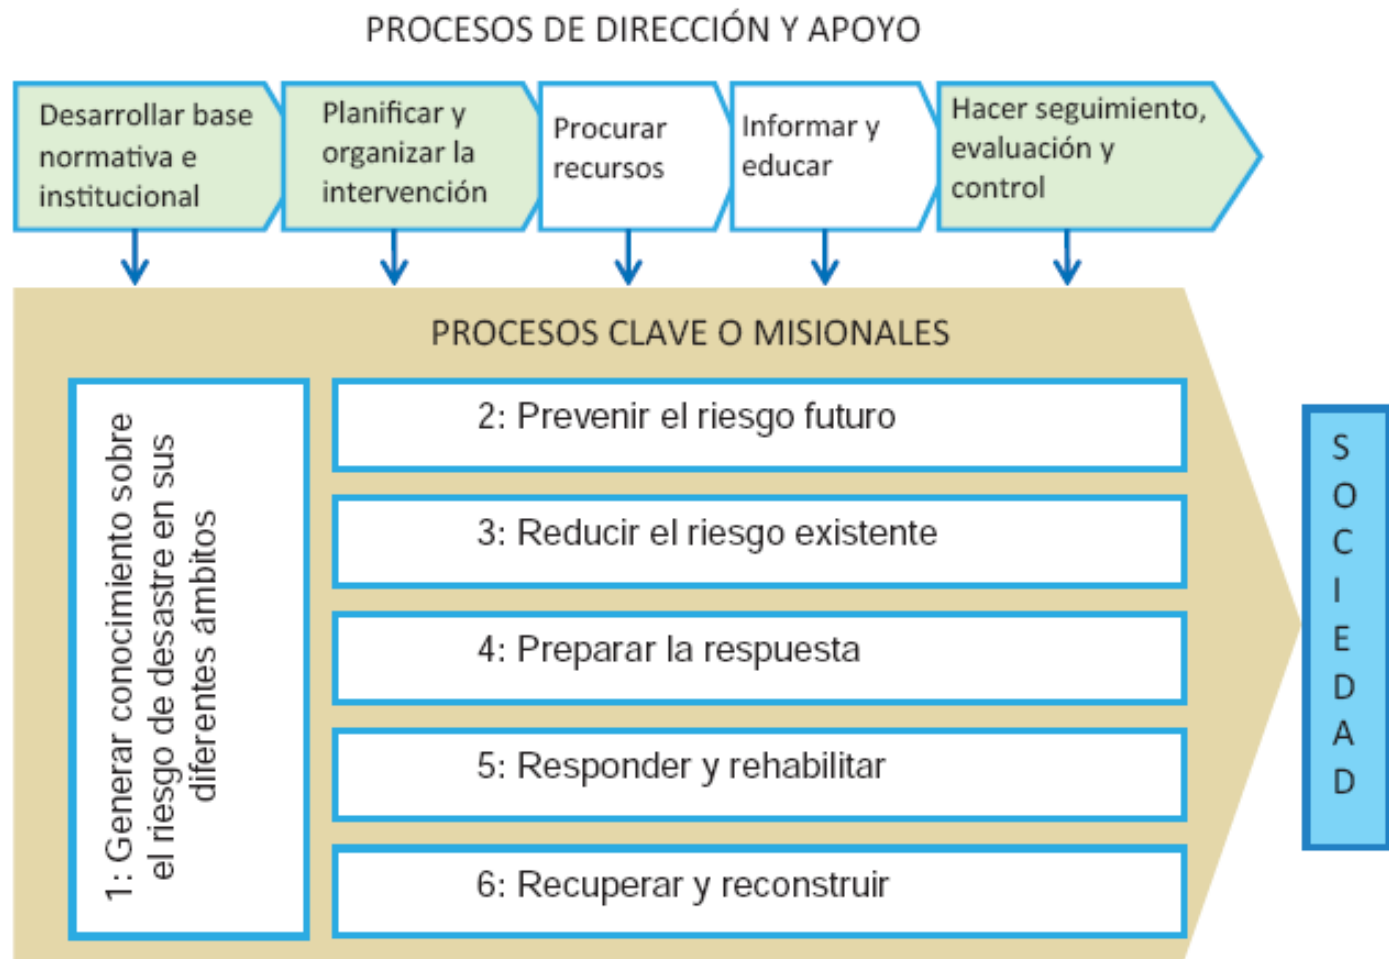 PROCESOS DE DIRECCIÓN Y APOYO
Desarrollar base
normativa e
institucional
Planificar y
organizar la
intervención
Procurar
recursos
Informar y
educar
Hacer seguimiento,
evaluación y
control
PROCESOS CLAVE O MISIONALES
1: Generar conocimiento sobre
el riesgo de desastre en sus
diferentes ámbitos
2: Prevenir el riesgo futuro
3: Reducir el riesgo existente
4: Preparar la respuesta
5: Responder y rehabilitar
6: Recuperar y reconstruir
S
O
C
I
E
D
A
D